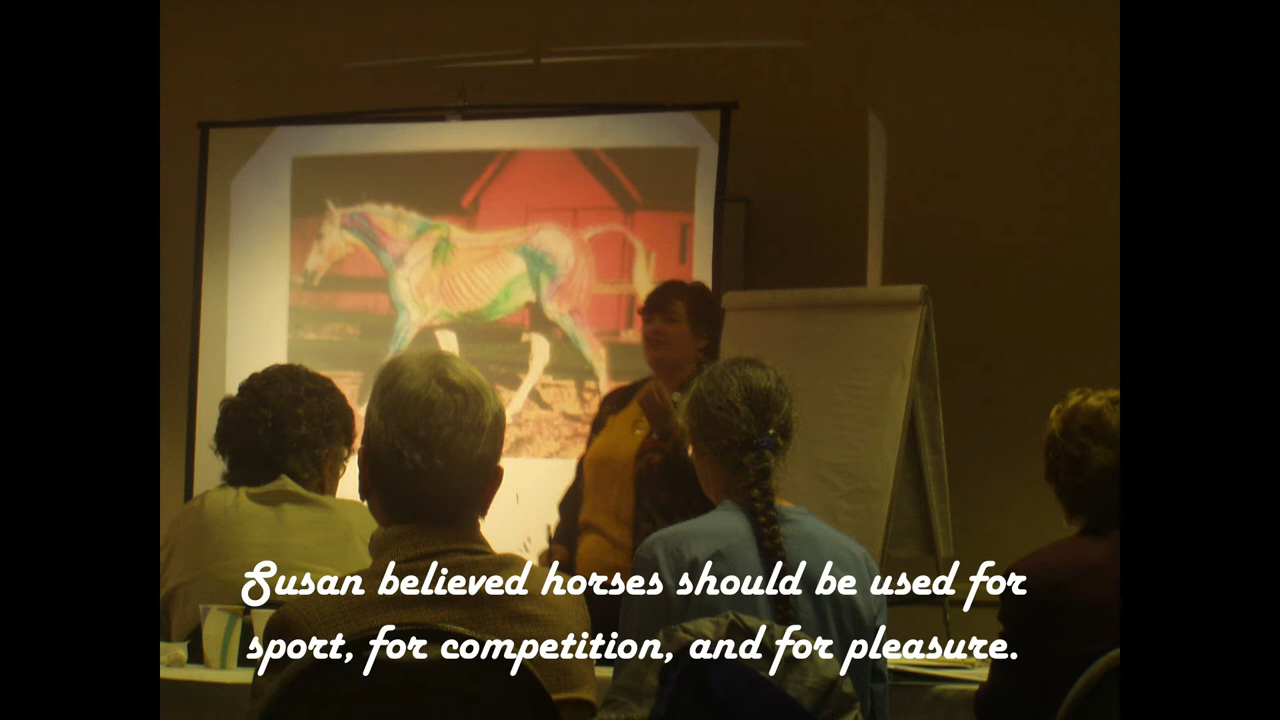 Susan believed horses should be used for
sport, for competition, and for pleasure.